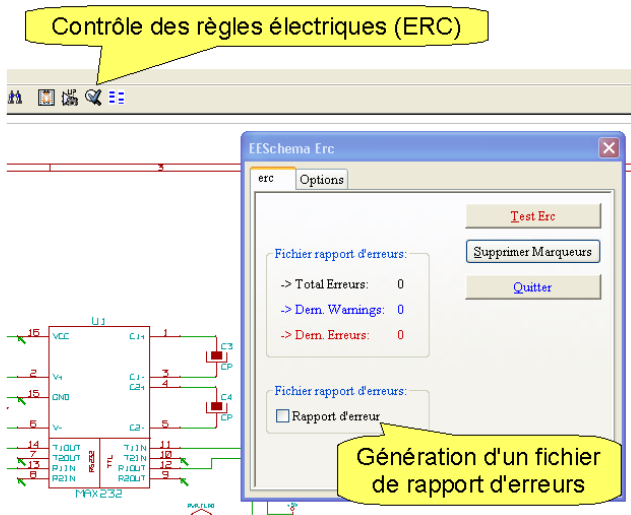 Contrôle des règles électriques (ERC)
3
EESchema Erc
erc Options
Test Erc
Supprimer Marqueurs
Quitter
Fichier rapport d'erreurs:
-> Total Erreurs: 0
-> Dern. Warnings: 0
-> Dern. Erreurs: 0
Fichier rapport d'erreurs:
Rapport d'erreur
Génération d'un fichier
de rapport d'erreurs
U1
16 VCC C1+ 1
C3
CP
2 V+ C1- 3
15 GND C2+ 4
C4
CP
6 V- C2- 5
14 T1OUT T1IN 11
7 T2OUT T2IN 10
13 R1IN R1OUT 12
8 R2IN R2OUT 9
RS232 TTL
MAX232